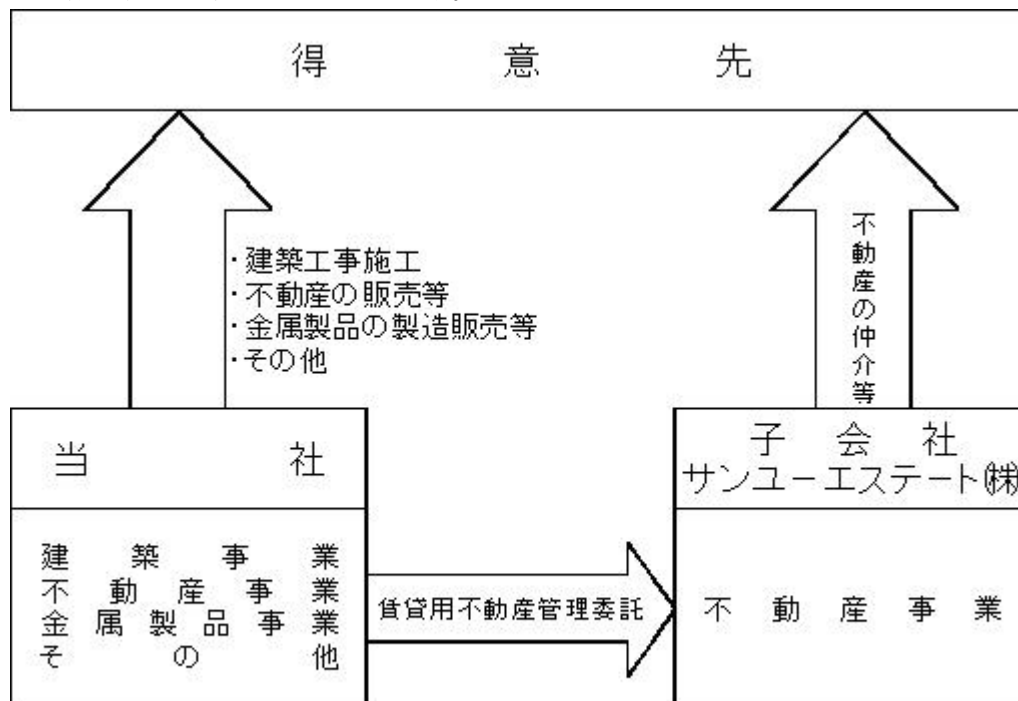 得意先
・建築工事施工
・不動産の販売等
・金属製品の製造販売等
・その他
不動産の仲介等
当社
建築事業
不動産事業
金属製品事業
その他
賃貸用不動産管理委託
子会社
サンユーエステート㈱
不動産事業